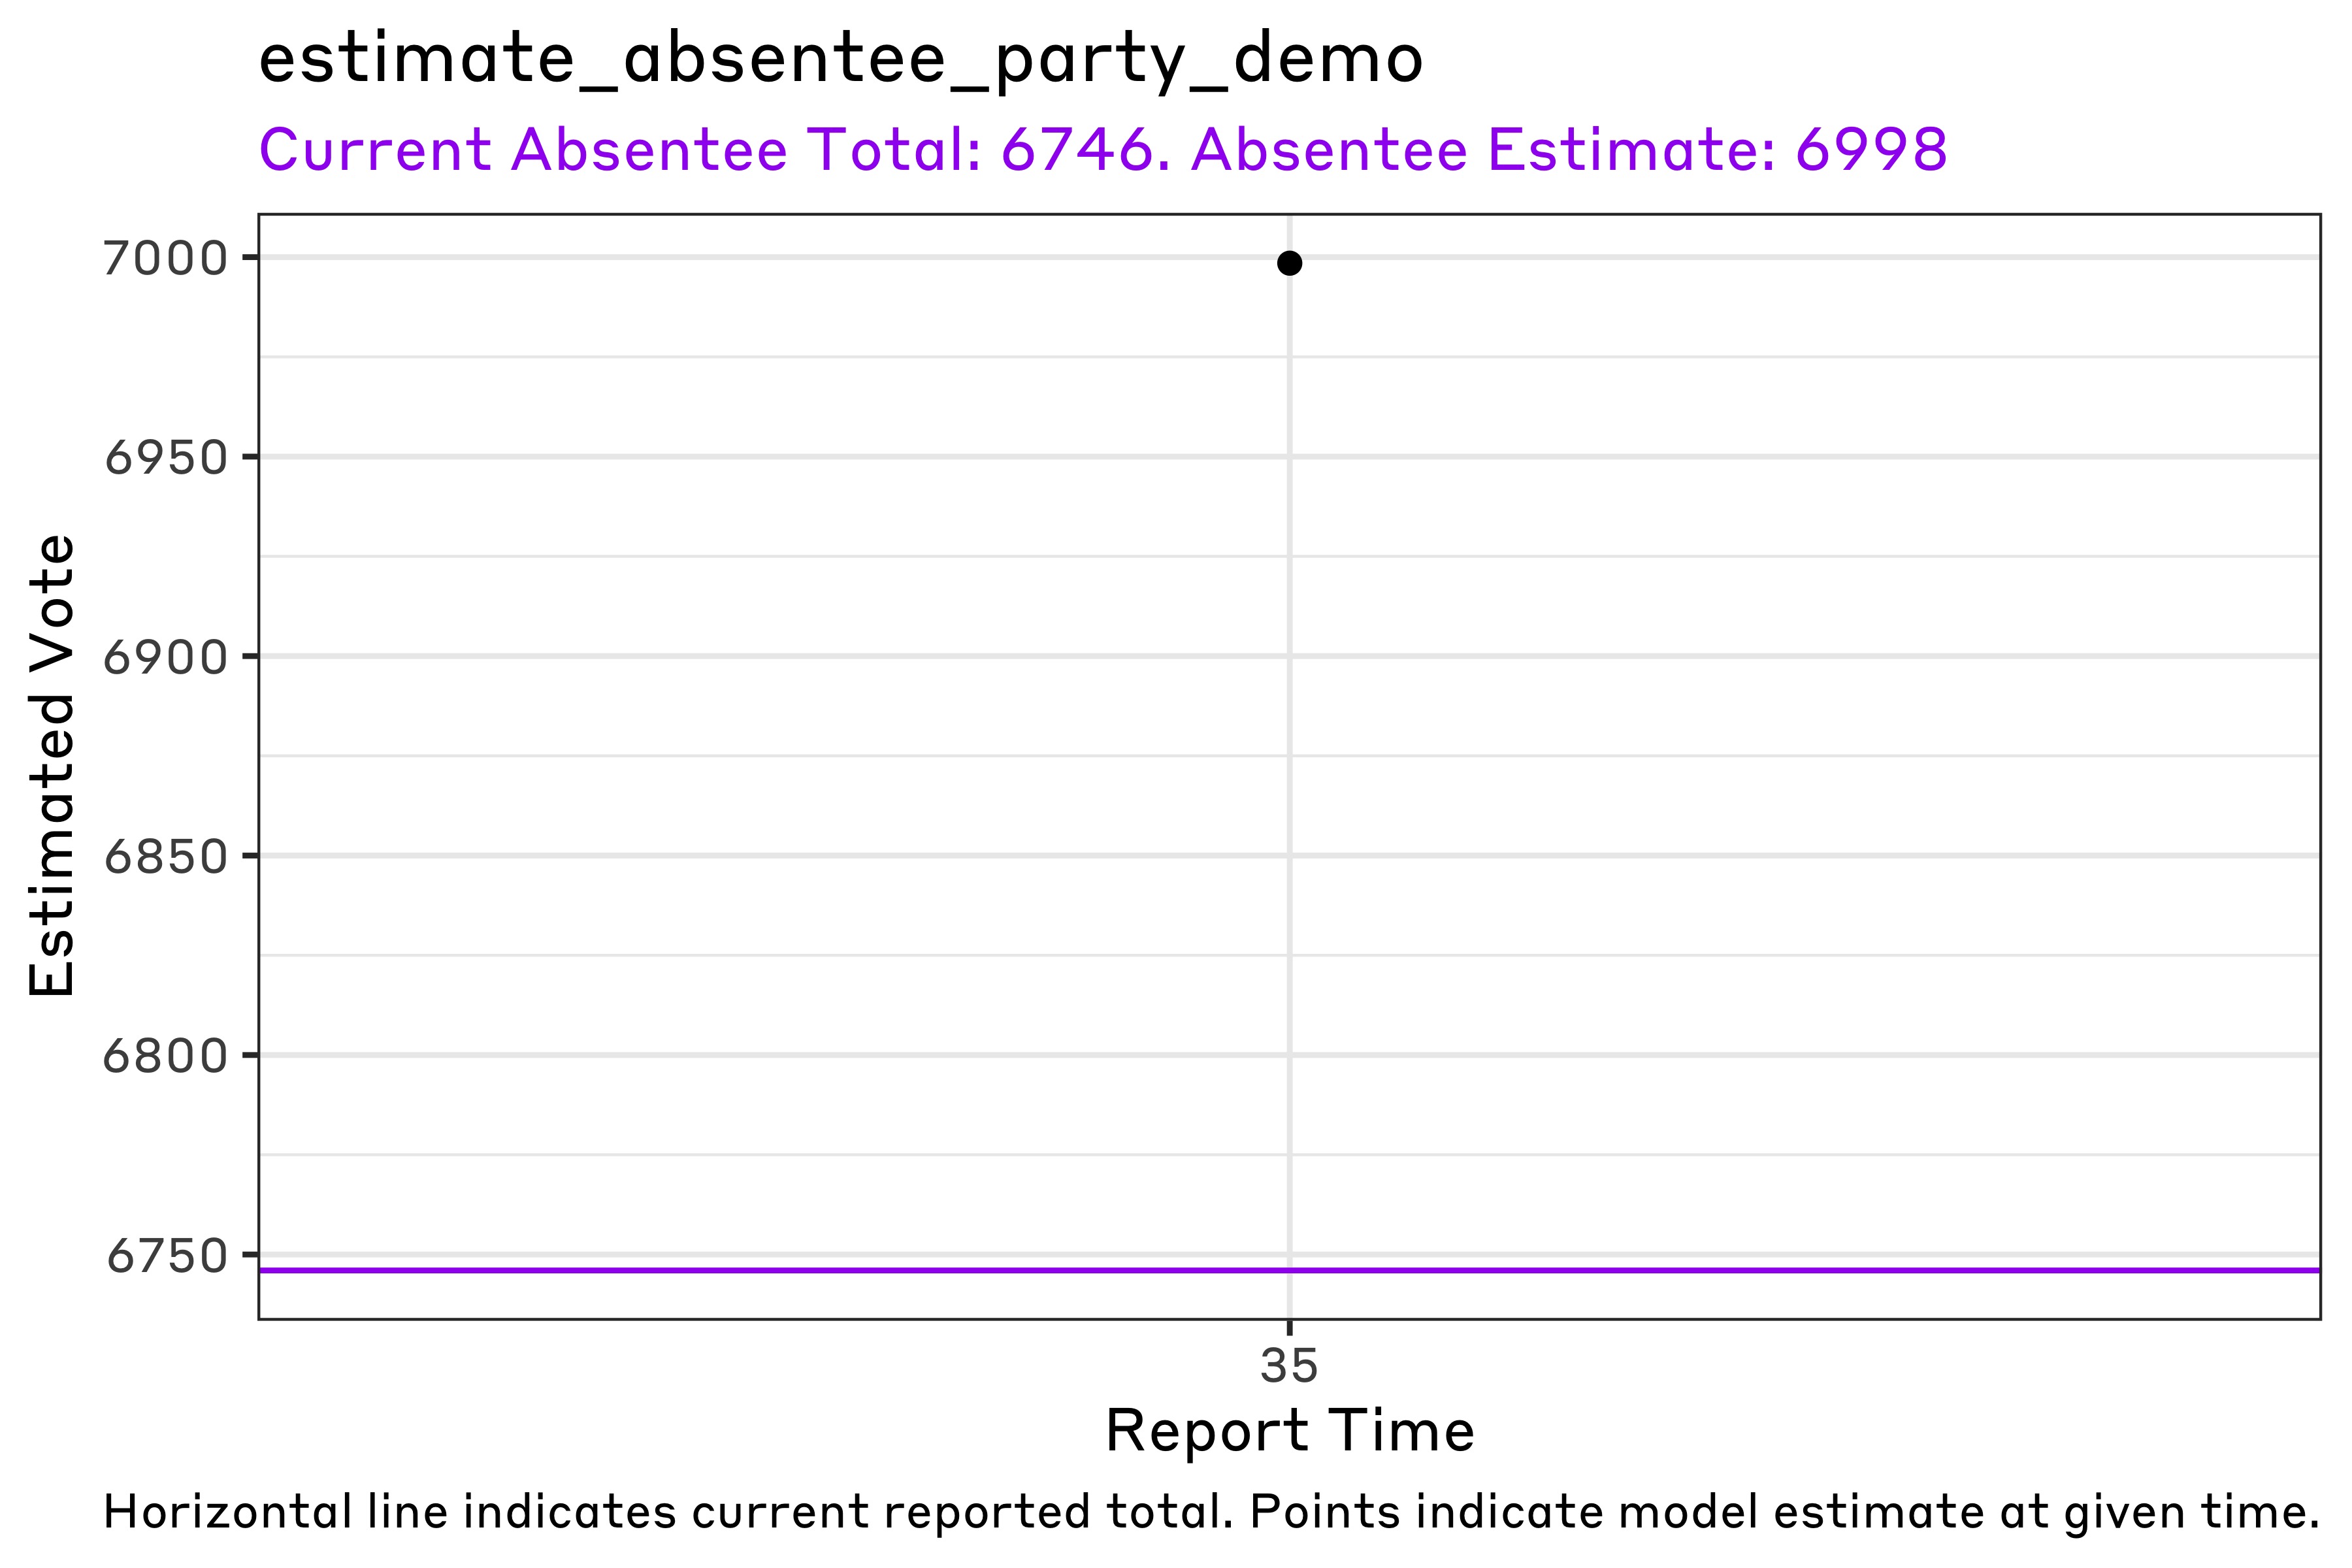 estimate_absentee_party_demo
Current Absentee Total: 6746. Absentee Estimate: 6998
7000
6950
6900
6850
6800
6750
Estimated Vote
35
Report Time
Horizontal line indicates current reported total. Points indicate model estimate at given time.